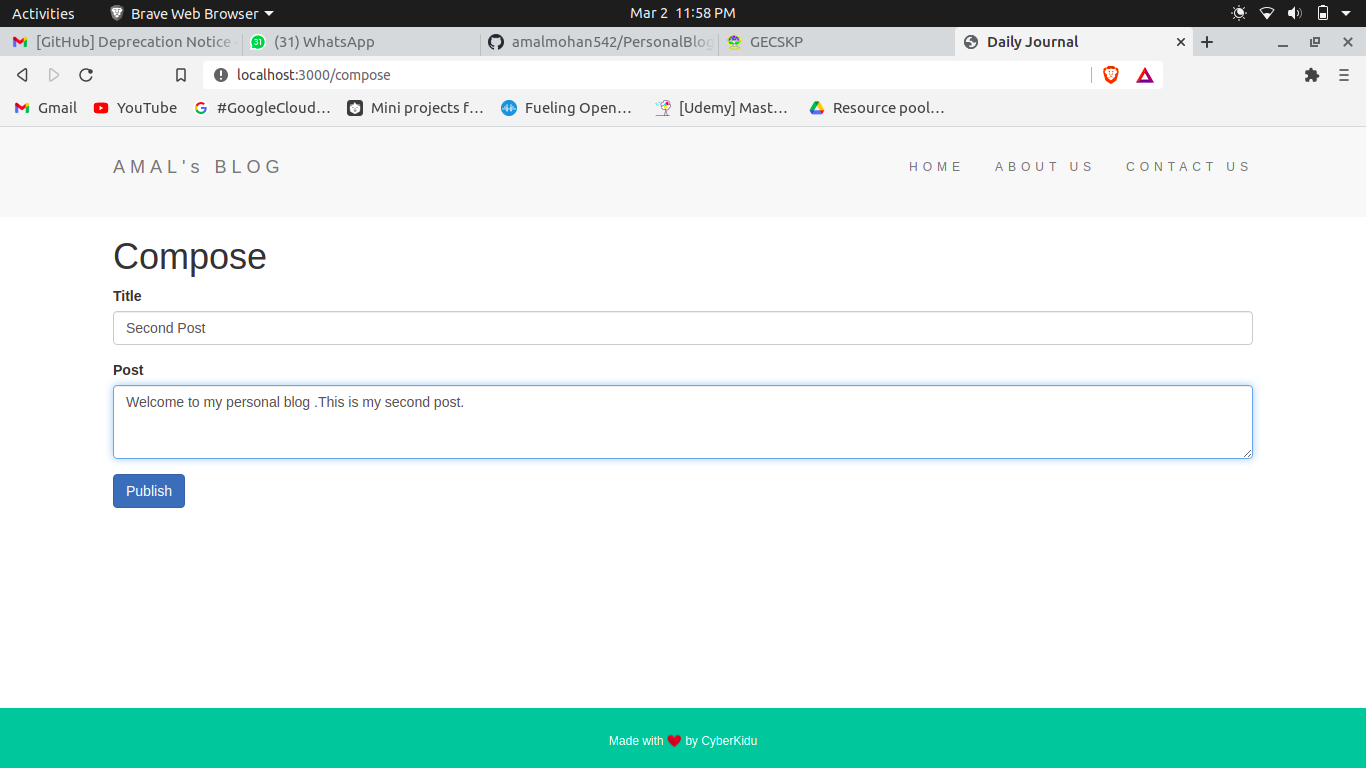 Activities Brave Web Browser Mar 2 11:58 PM
[GitHub] Deprecation Notice (31) WhatsApp amalmohan542/PersonalBlog GECSKP Daily Journal
localhost:3000/compose
Gmail YouTube #GoogleCloud… Mini projects f… Fueling Open… [Udemy] Mast… Resource pool…
AMAL's BLOG HOME ABOUT US CONTACT US
Compose
Title
Second Post
Post
Welcome to my personal blog .This is my second post.
Publish
Made with ❤️ by CyberKidu